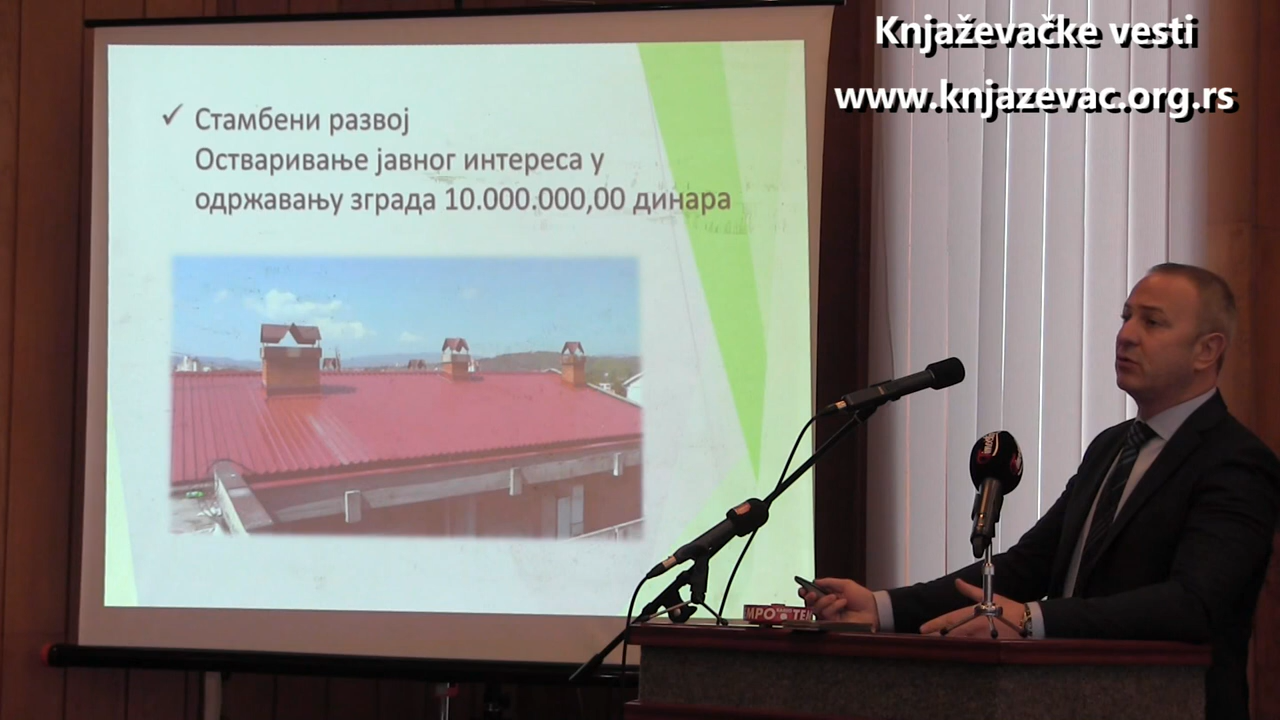 Knjaževačke vesti
www.knjazevac.org.rs
✓ Стамбени развој
Остваривање јавног интереса у
одржавању зграда 10.000.000,00 динара